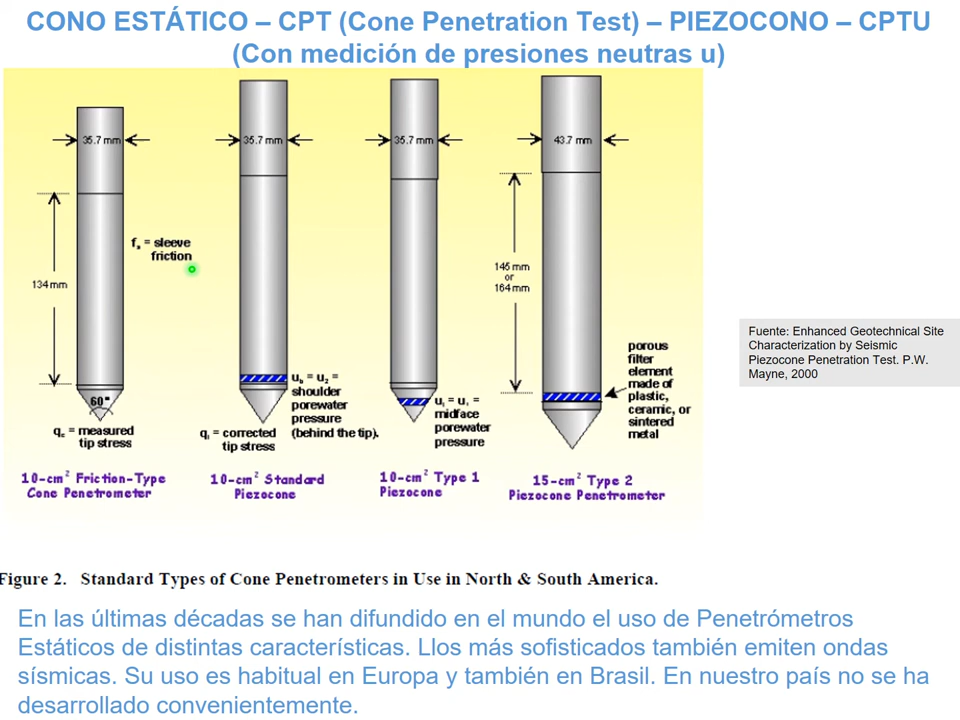 CONO ESTÁTICO – CPT (Cone Penetration Test) – PIEZOCONO – CPTU
(Con medición de presiones neutras u)
35.7 mm
35.7 mm
35.7 mm
43.7 mm
fs = sleeve
friction
134 mm
145 mm
or
164 mm
60°
qc = measured
tip stress
ub = u2 =
shoulder
porewater
pressure
(behind the tip).
qt = corrected
tip stress
ui = u1 =
midface
porewater
pressure
porous
filter
element
made of
plastic,
ceramic, or
sintered
metal
10-cm² Friction-Type
Cone Penetrometer
10-cm² Standard
Piezocone
10-cm² Type 1
Piezocone
15-cm² Type 2
Piezocone Penetrometer
Fuente: Enhanced Geotechnical Site
Characterization by Seismic
Piezocone Penetration Test. P.W.
Mayne, 2000
Figure 2. Standard Types of Cone Penetrometers in Use in North & South America.
En las últimas décadas se han difundido en el mundo el uso de Penetrómetros
Estáticos de distintas características. Llos más sofisticados también emiten ondas
sísmicas. Su uso es habitual en Europa y también en Brasil. En nuestro país no se ha
desarrollado convenientemente.